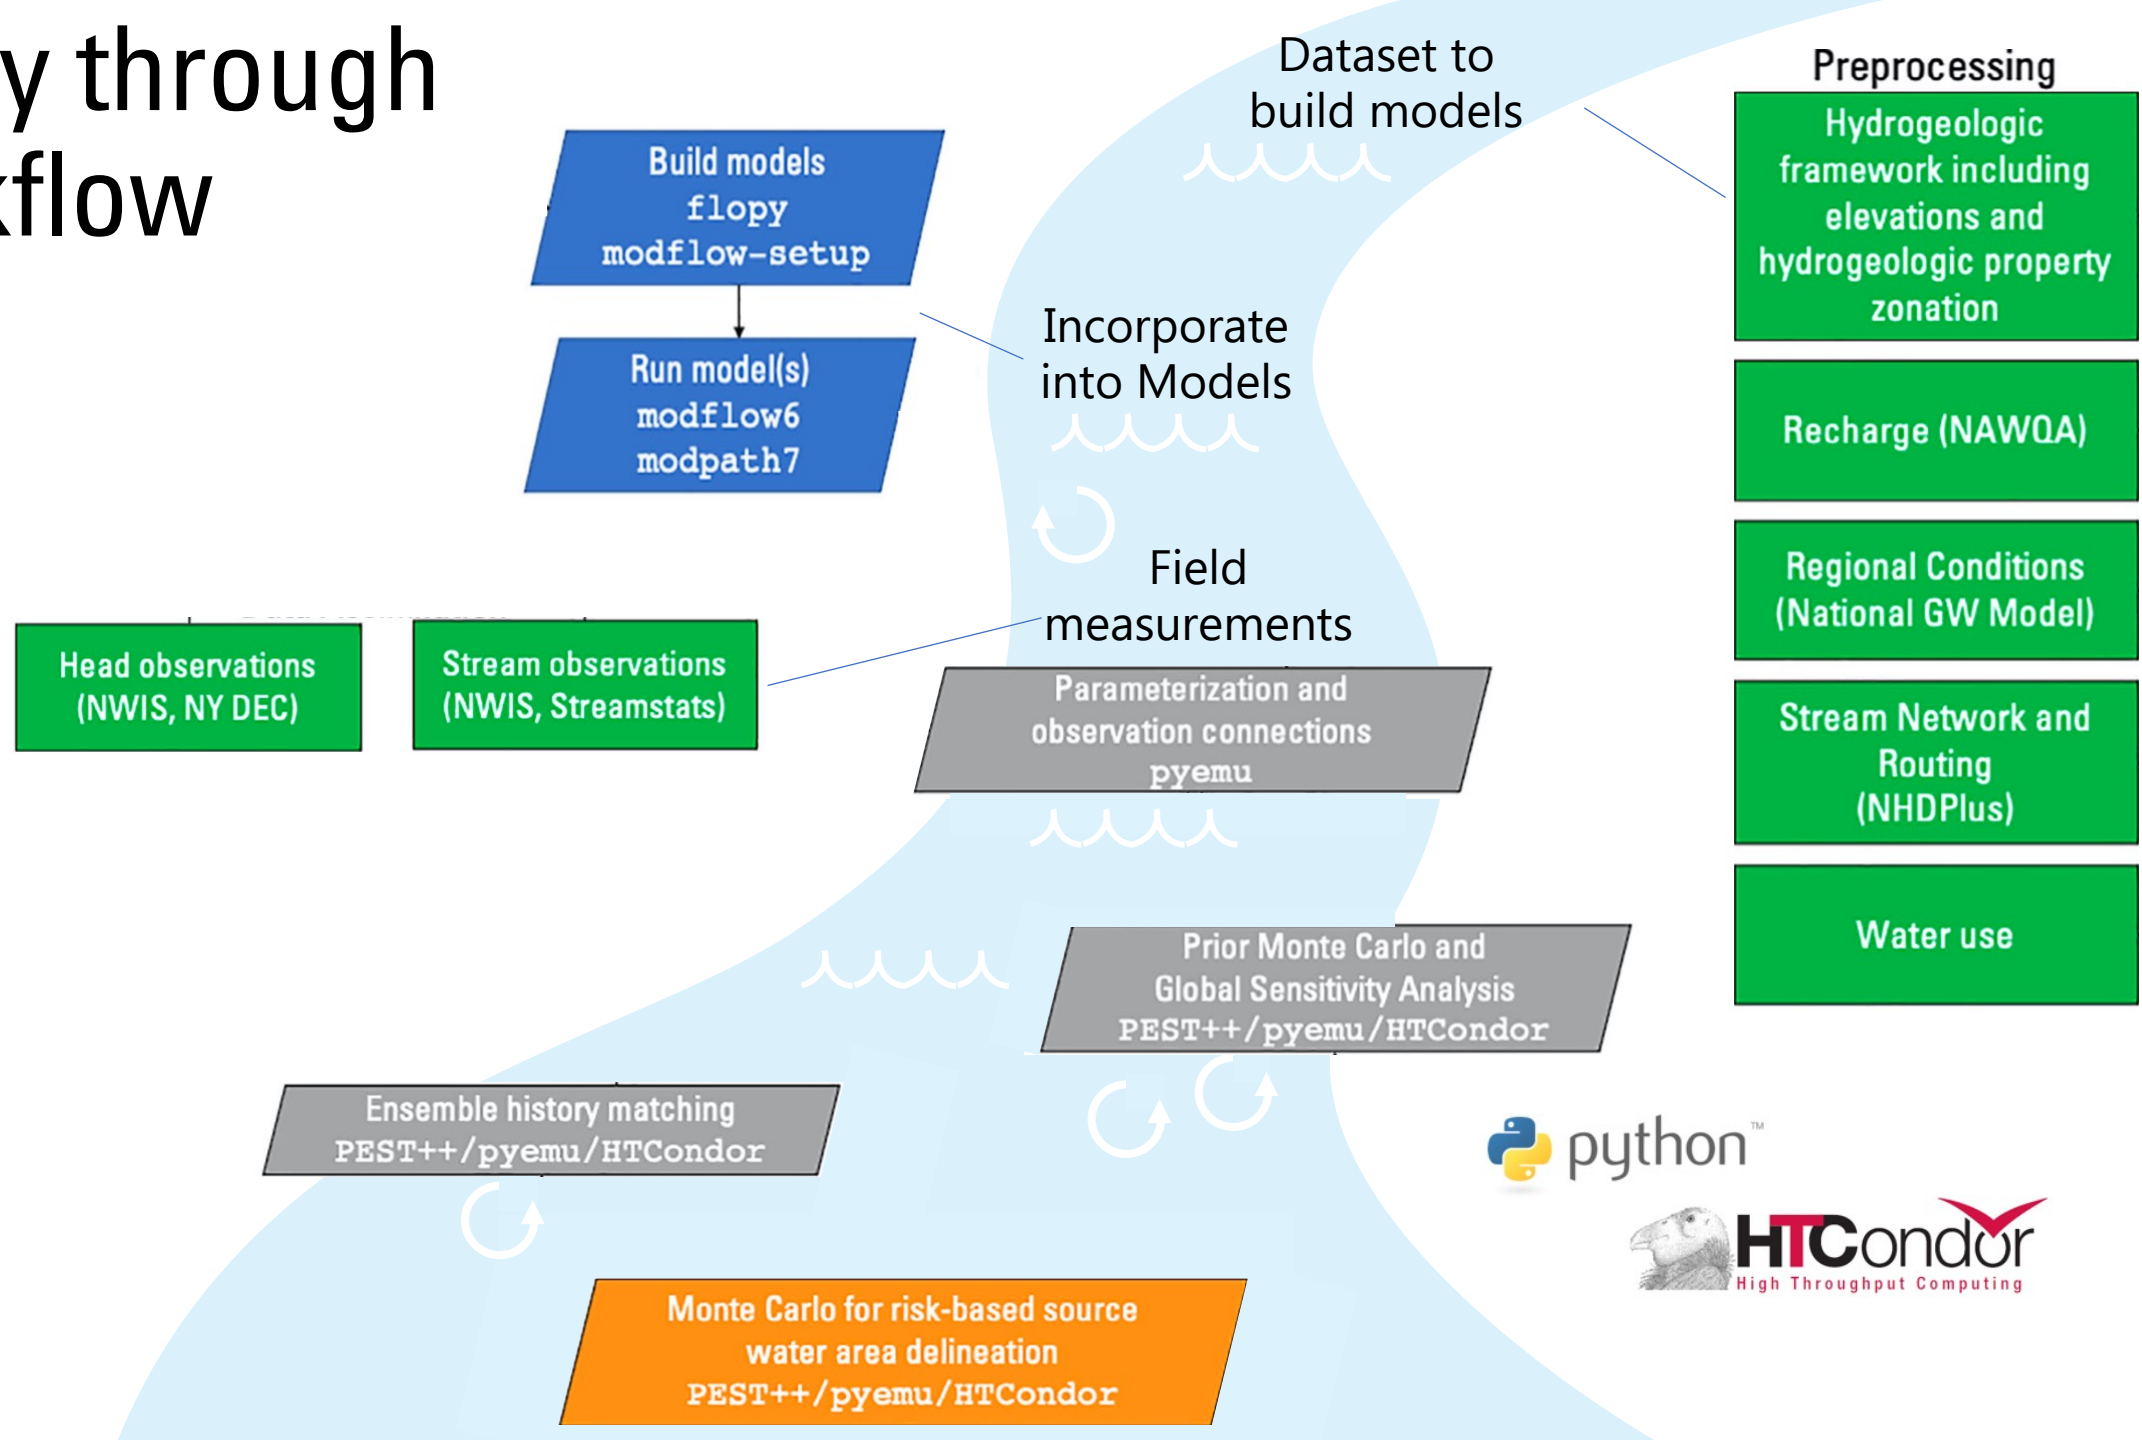 y through
kflow
Dataset to
build models
Preprocessing
Hydrogeologic
framework including
elevations and
hydrogeologic property
zonation
Build models
flopy
modflow-setup
Incorporate
into Models
Run model(s)
modflow6
modpath7
Recharge (NAWQA)
Field
measurements
Regional Conditions
(National GW Model)
Head observations
(NWIS, NY DEC)
Stream observations
(NWIS, Streamstats)
Parameterization and
observation connections
pyemu
Stream Network and
Routing
(NHDPlus)
Prior Monte Carlo and
Global Sensitivity Analysis
PEST++/pyemu/HTCondor
Water use
Ensemble history matching
PEST++/pyemu/HTCondor
python™
HTCondor
High Throughput Computing
Monte Carlo for risk-based source
water area delineation
PEST++/pyemu/HTCondor